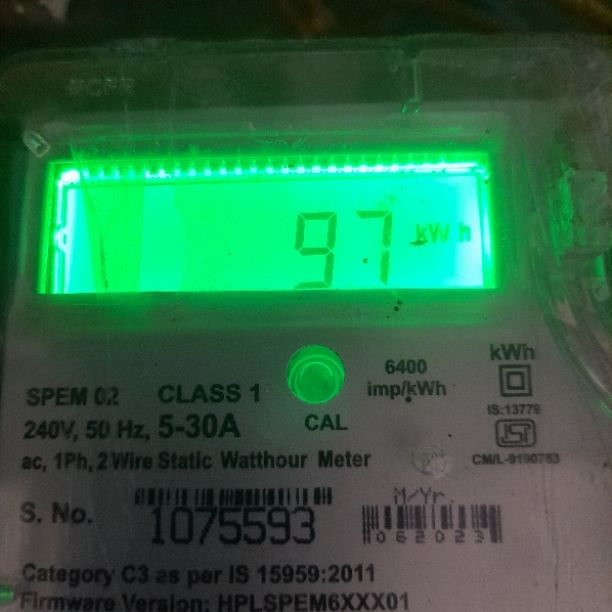 97 kWh
6400
imp/kWh
kWh
IS:13779
SPEM 02 CLASS 1
CAL
240V, 50 Hz, 5-30A
ac, 1Ph, 2 Wire Static Watthour Meter
M/Yr.
S. No. 1075593
062023
Category C3 as per IS 15959:2011
Firmware Version: HPLSPEM6XXX01